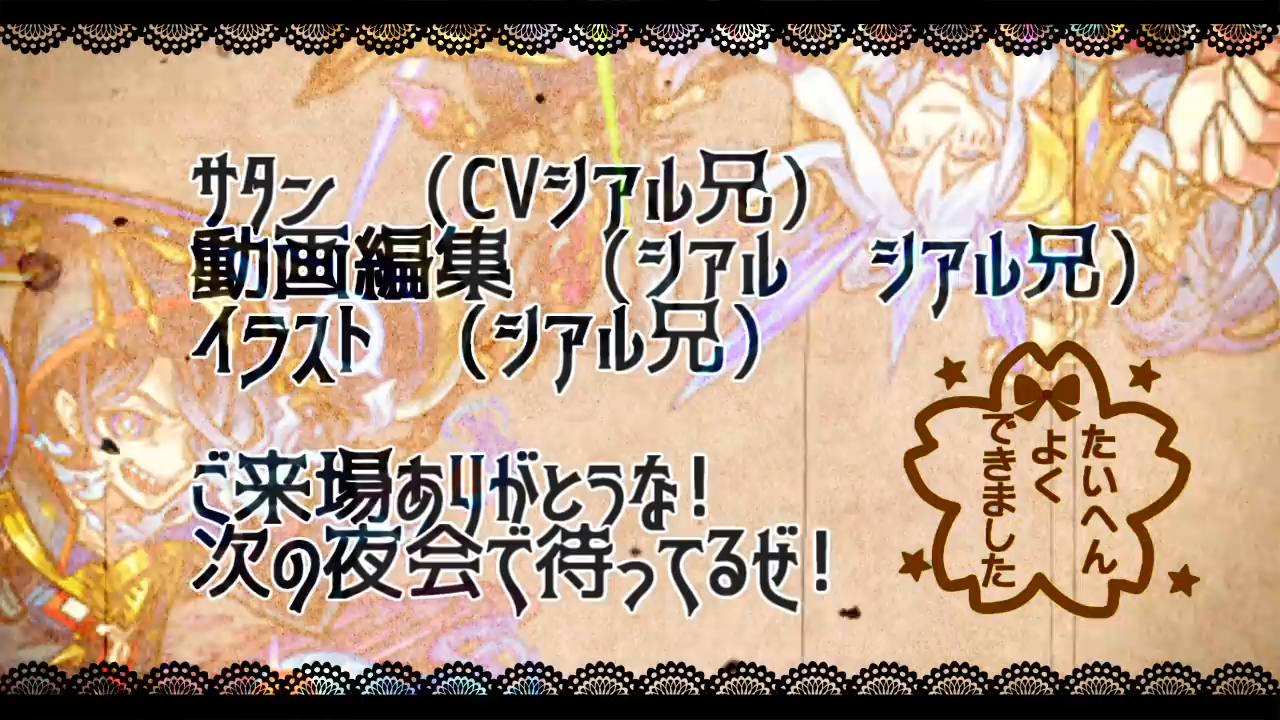 サタン　（CVシアル兄）
動画編集　（シアル　シアル兄）
イラスト　（シアル兄）
ご来場ありがとうな！
次の夜会で待ってるぜ！
たいへん
よく
できました